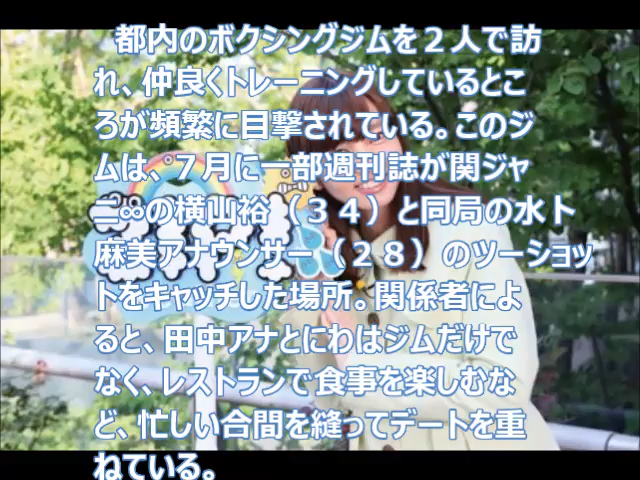 都内のボクシングジムを２人で訪
れ、仲良くトレーニングしているとこ
ろが頻繁に目撃されている。このジ
ムは、７月に一部週刊誌が関ジャ
ニ∞の横山裕（３４）と同局の水卜
麻美アナウンサー（２８）のツーショッ
トをキャッチした場所。関係者によ
ると、田中アナとにわはジムだけで
なく、レストランで食事を楽しむな
ど、忙しい合間を縫ってデートを重
ねている。